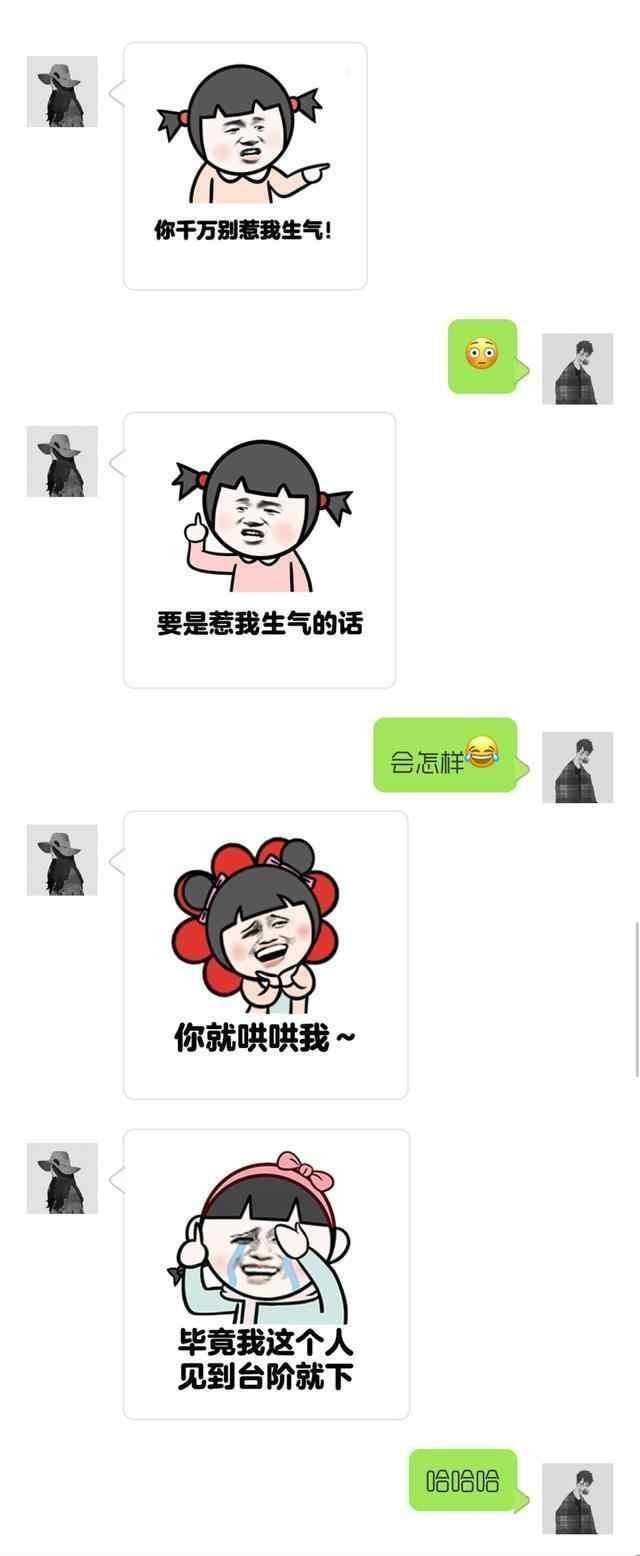 你千万别惹我生气!
😳
要是惹我生气的话
会怎样😂
你就哄哄我~
毕竟我这个人
见到台阶就下
哈哈哈